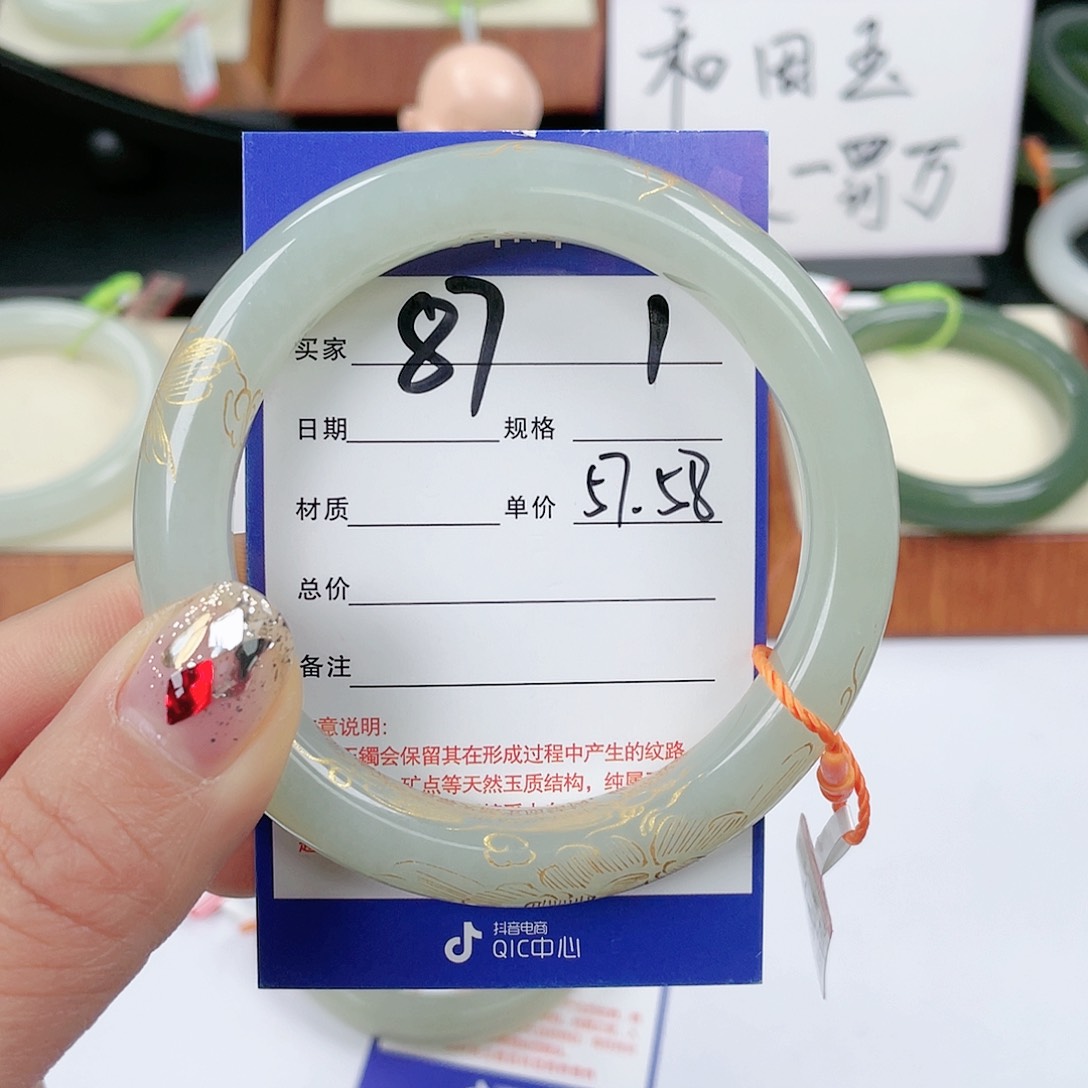 和田玉
一罚万
买家 87 1
日期 规格
材质 单价 57.58
总价
备注
意说明:
玉镯会保留其在形成过程中产生的纹路
矿点等天然玉质结构，纯属
抖音电商
QIC中心